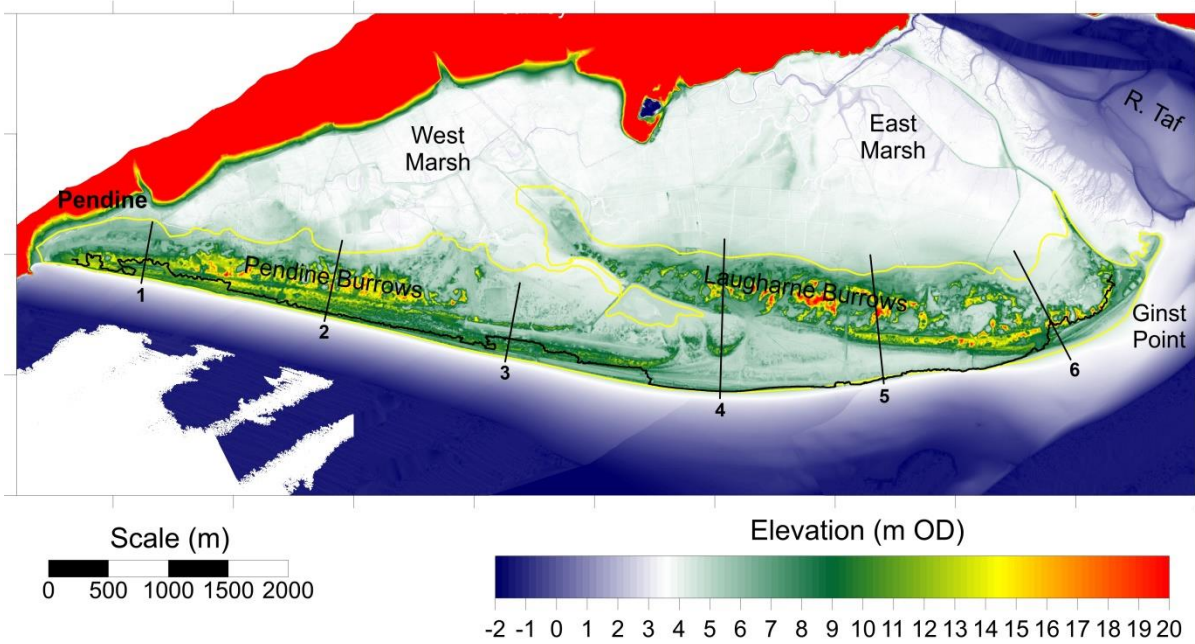 West
Marsh
East
Marsh
R. Taf
Pendine
Pendine Burrows
Laugharne Burrows
Ginst
Point
1
2
3
4
5
6
Scale (m)
0 500 1000 1500 2000
Elevation (m OD)
-2 -1 0 1 2 3 4 5 6 7 8 9 10 11 12 13 14 15 16 17 18 19 20